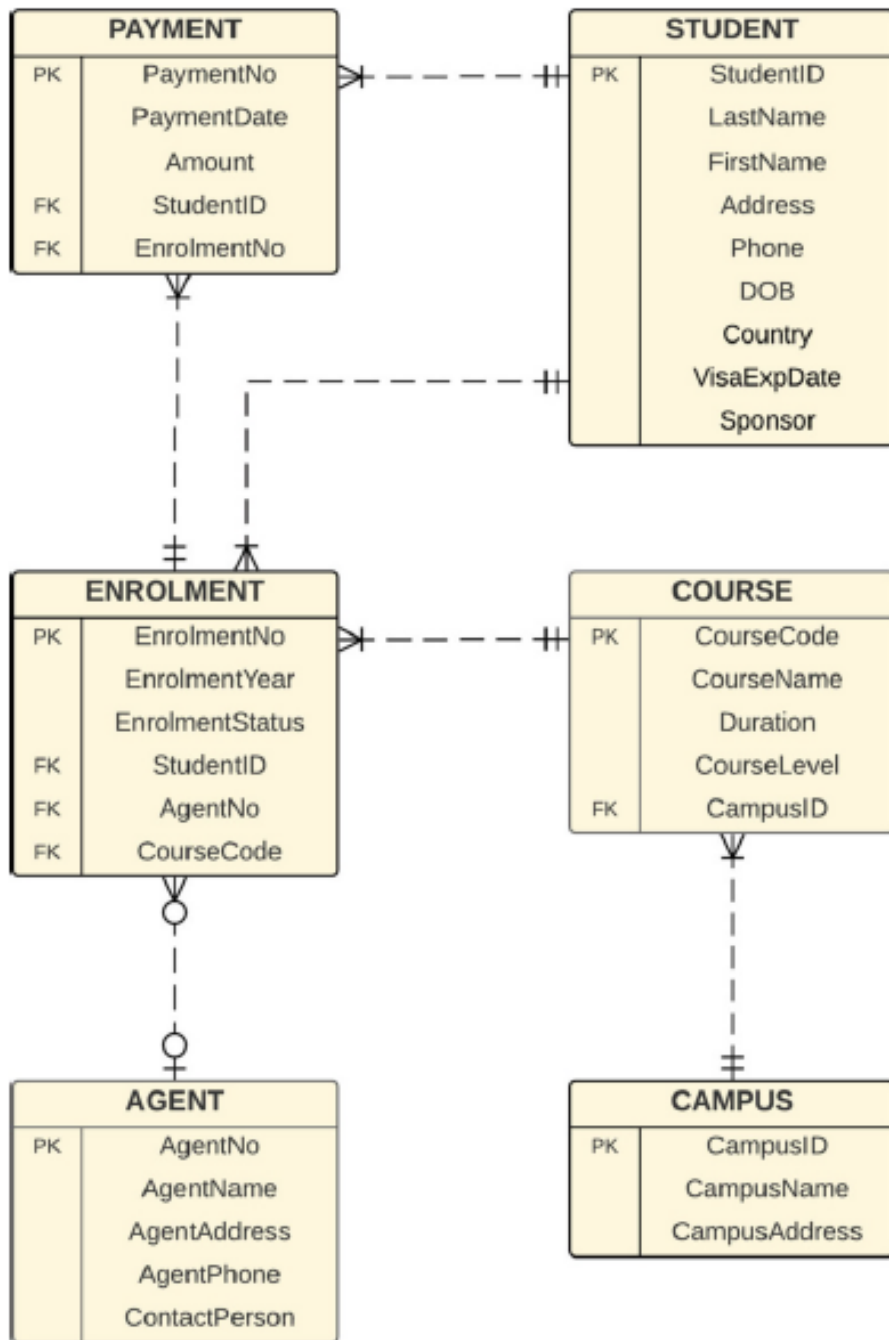 PAYMENT
PK PaymentNo
PaymentDate
Amount
FK StudentID
FK EnrolmentNo
STUDENT
PK StudentID
LastName
FirstName
Address
Phone
DOB
Country
VisaExpDate
Sponsor
ENROLMENT
PK EnrolmentNo
EnrolmentYear
EnrolmentStatus
FK StudentID
FK AgentNo
FK CourseCode
COURSE
PK CourseCode
CourseName
Duration
CourseLevel
FK CampusID
AGENT
PK AgentNo
AgentName
AgentAddress
AgentPhone
ContactPerson
CAMPUS
PK CampusID
CampusName
CampusAddress